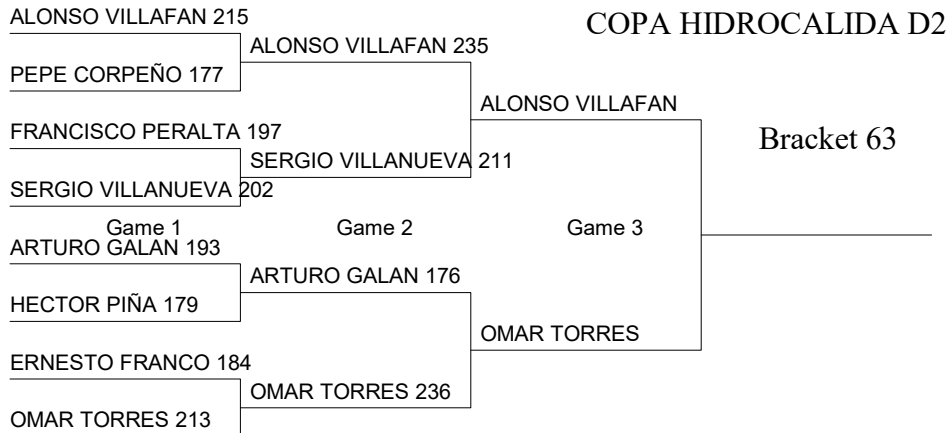 ALONSO VILLAFAN 215
COPA HIDROCALIDA D2
ALONSO VILLAFAN 235
PEPE CORPEÑO 177
ALONSO VILLAFAN
FRANCISCO PERALTA 197
Bracket 63
SERGIO VILLANUEVA 211
SERGIO VILLANUEVA 202
Game 1
Game 2
Game 3
ARTURO GALAN 193
ARTURO GALAN 176
HECTOR PIÑA 179
OMAR TORRES
ERNESTO FRANCO 184
OMAR TORRES 236
OMAR TORRES 213